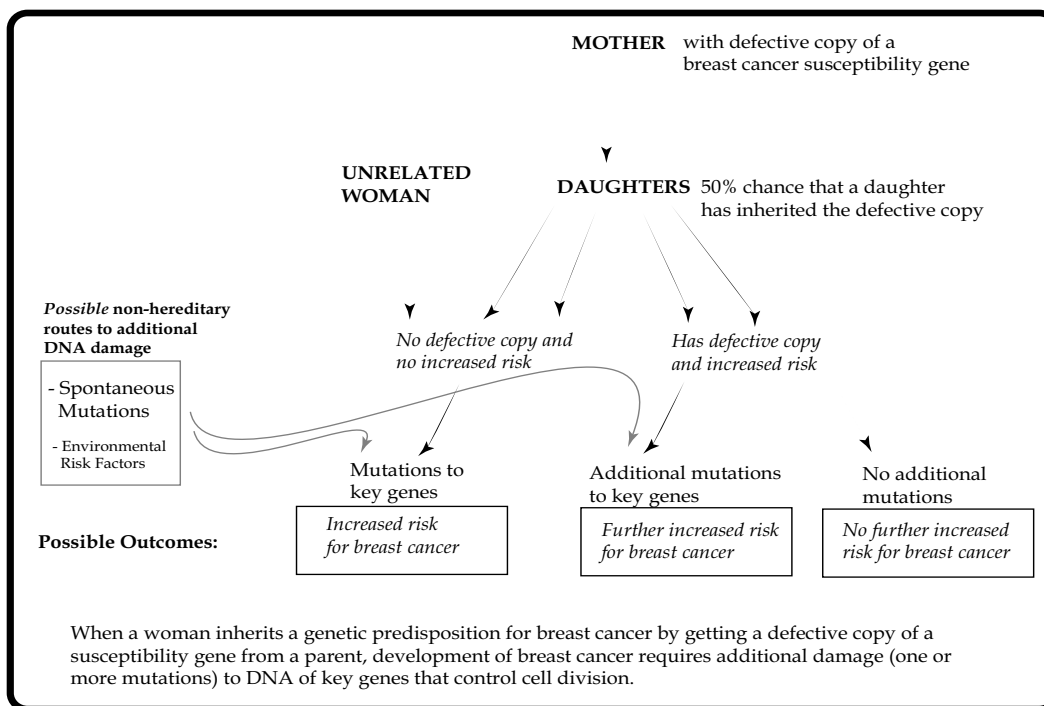 MOTHER with defective copy of a
breast cancer susceptibility gene
UNRELATED
WOMAN
DAUGHTERS 50% chance that a daughter
has inherited the defective copy
Possible non-hereditary
routes to additional
DNA damage
- Spontaneous
Mutations
- Environmental
Risk Factors
No defective copy and
no increased risk
Has defective copy
and increased risk
Mutations to
key genes
Additional mutations
to key genes
No additional
mutations
Possible Outcomes:
Increased risk
for breast cancer
Further increased risk
for breast cancer
No further increased
risk for breast cancer
When a woman inherits a genetic predisposition for breast cancer by getting a defective copy of a
susceptibility gene from a parent, development of breast cancer requires additional damage (one or
more mutations) to DNA of key genes that control cell division.